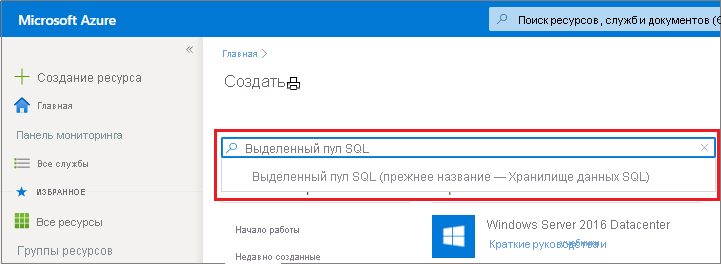 Microsoft Azure
Поиск ресурсов, служб и документов (G
«
Создание ресурса
Главная
Панель мониторинга
Все службы
ИЗБРАННОЕ
Все ресурсы
Группы ресурсов
Главная >
Создать
Выделенный пул SQL
Выделенный пул SQL (прежнее название — Хранилище данных SQL)
Начало работы
Недавно созданные
Windows Server 2016 Datacenter
Краткие руководства и